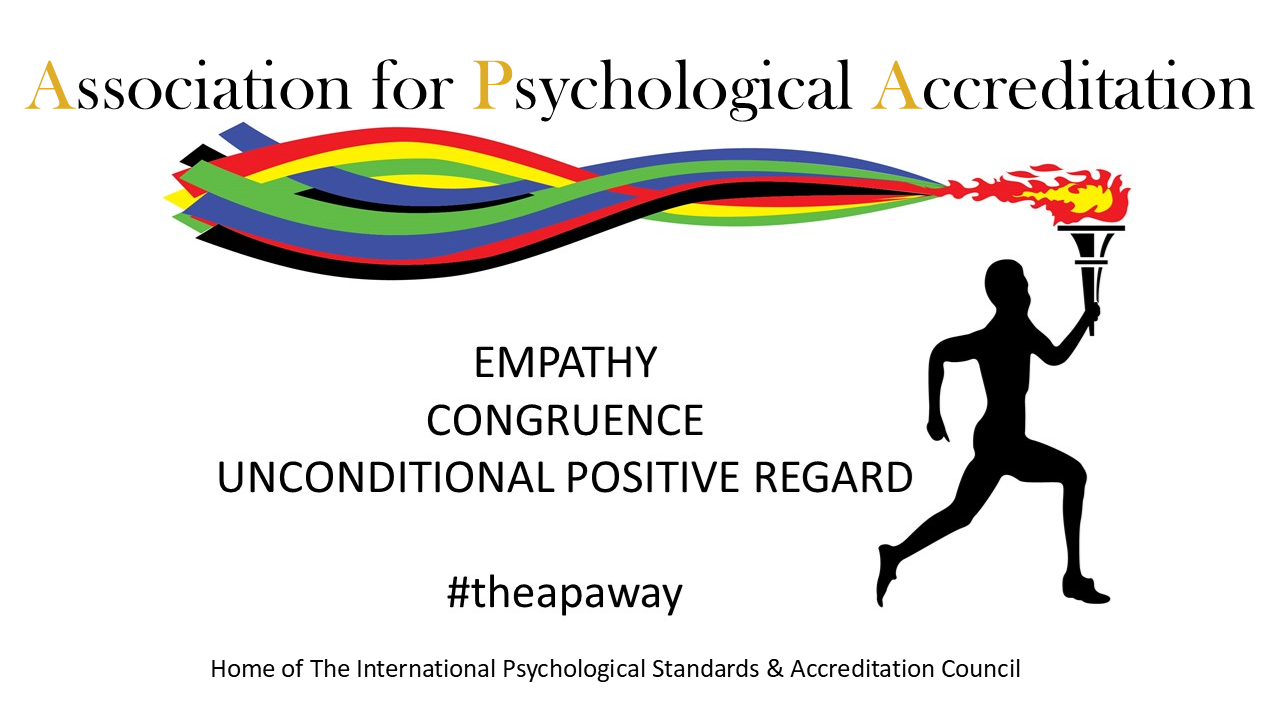 Association for Psychological Accreditation
EMPATHY
CONGRUENCE
UNCONDITIONAL POSITIVE REGARD
#theapaway
Home of The International Psychological Standards & Accreditation Council